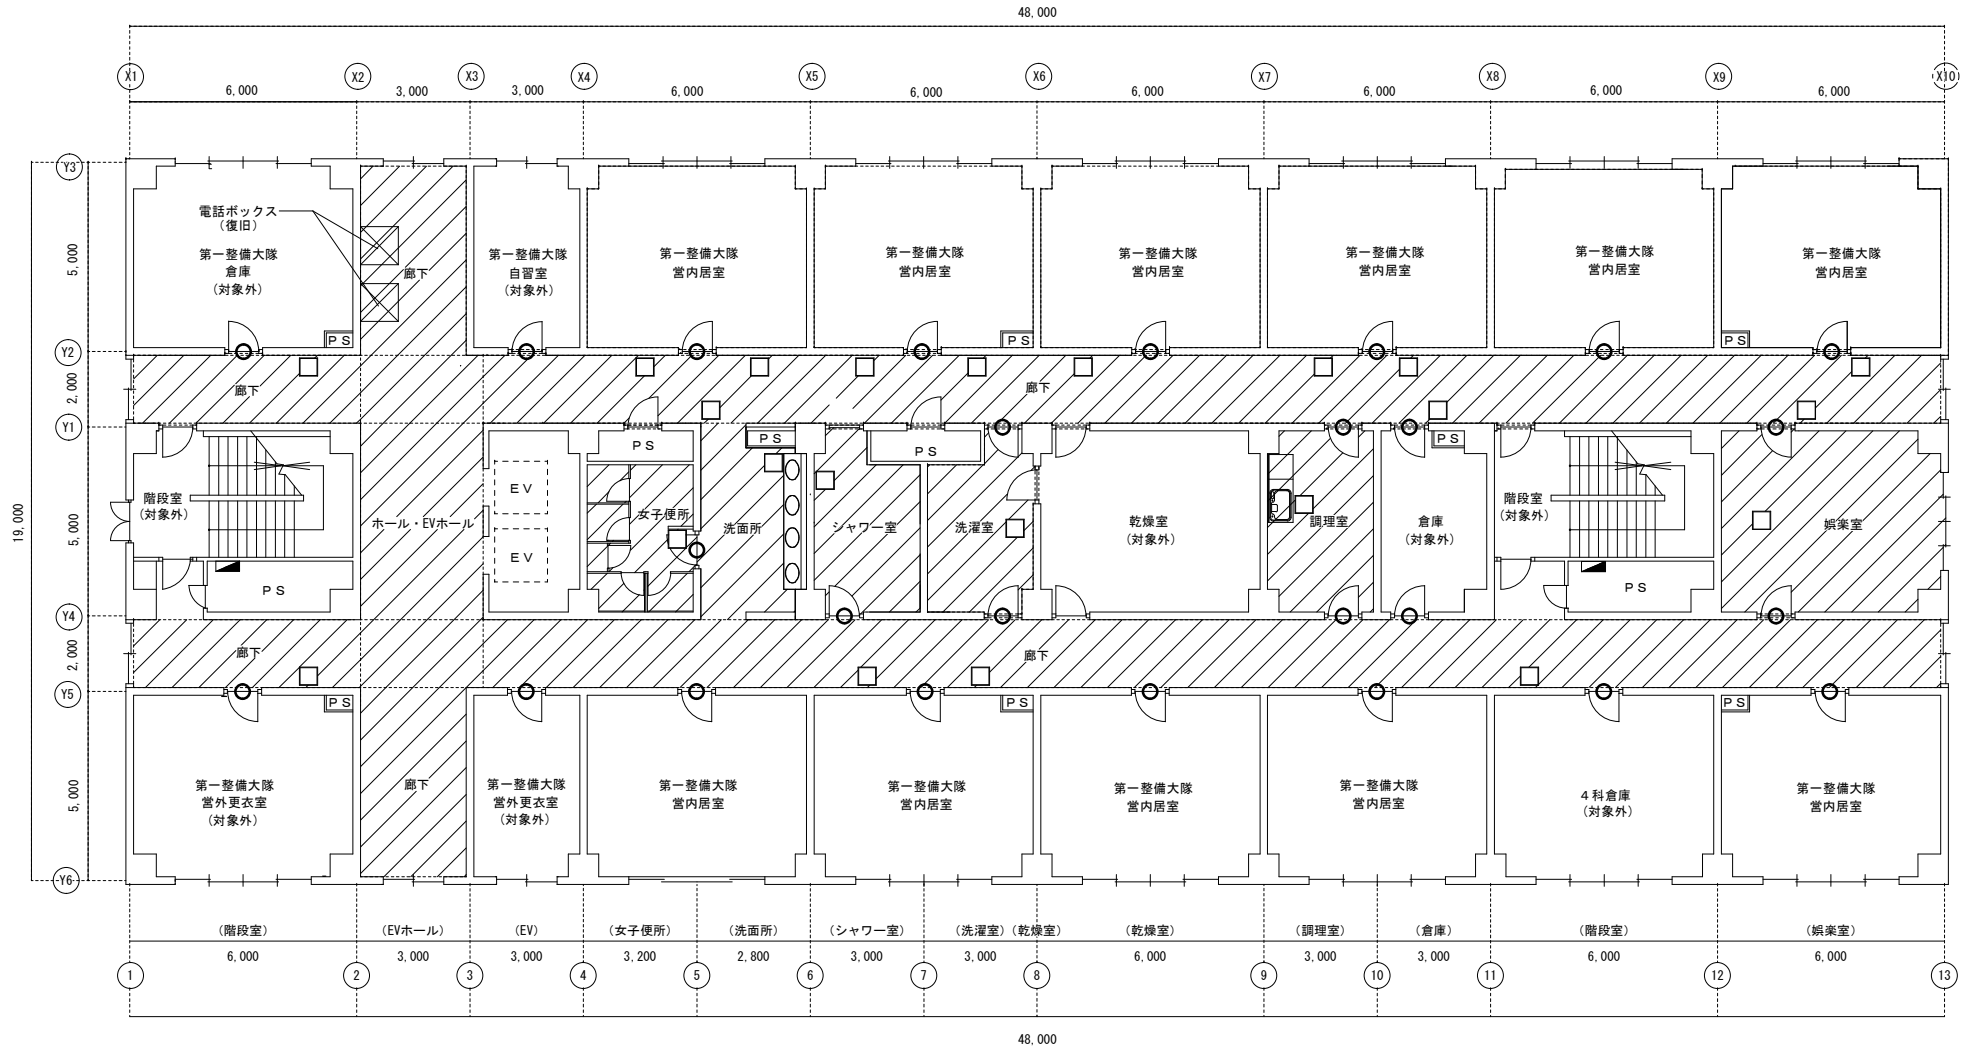 48,000
X1 X2 X3 X4 X5 X6 X7 X8 X9 X10
6,000 3,000 3,000 6,000 6,000 6,000 6,000 6,000 6,000
Y3
電話ボックス
(復旧)
第一整備大隊
倉庫
(対象外)
廊下
第一整備大隊
自習室
(対象外)
第一整備大隊
営内居室
第一整備大隊
営内居室
第一整備大隊
営内居室
第一整備大隊
営内居室
第一整備大隊
営内居室
第一整備大隊
営内居室
5,000
PS
PS
PS
Y2
2,000
廊下
廊下
Y1
PS
PS
PS
PS
EV
EV
階段室
(対象外)
ホール・EVホール
女子便所
洗面所
シャワー室
洗濯室
乾燥室
(対象外)
調理室
倉庫
(対象外)
階段室
(対象外)
娯楽室
19,000
5,000
PS
PS
Y4
2,000
廊下
廊下
Y5
PS
PS
PS
第一整備大隊
営外更衣室
(対象外)
廊下
第一整備大隊
営外更衣室
(対象外)
第一整備大隊
営内居室
第一整備大隊
営内居室
第一整備大隊
営内居室
第一整備大隊
営内居室
4科倉庫
(対象外)
第一整備大隊
営内居室
5,000
Y6
(階段室) (EVホール) (EV) (女子便所) (洗面所) (シャワー室) (洗濯室) (乾燥室) (乾燥室) (調理室) (倉庫) (階段室) (娯楽室)
6,000 3,000 3,000 3,200 2,800 3,000 3,000 6,000 3,000 3,000 6,000 6,000
1 2 3 4 5 6 7 8 9 10 11 12 13
48,000